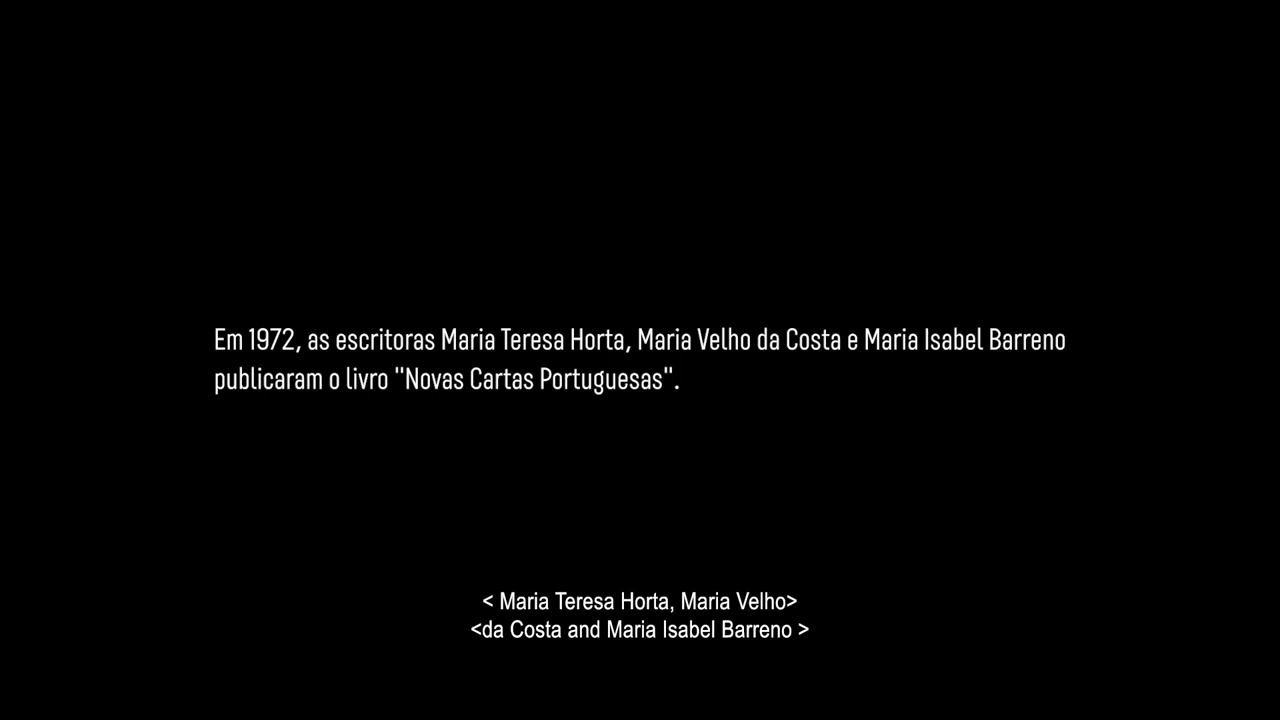 Em 1972, as escritoras Maria Teresa Horta, Maria Velho da Costa e Maria Isabel Barreno
publicaram o livro "Novas Cartas Portuguesas".
< Maria Teresa Horta, Maria Velho>
<da Costa and Maria Isabel Barreno >